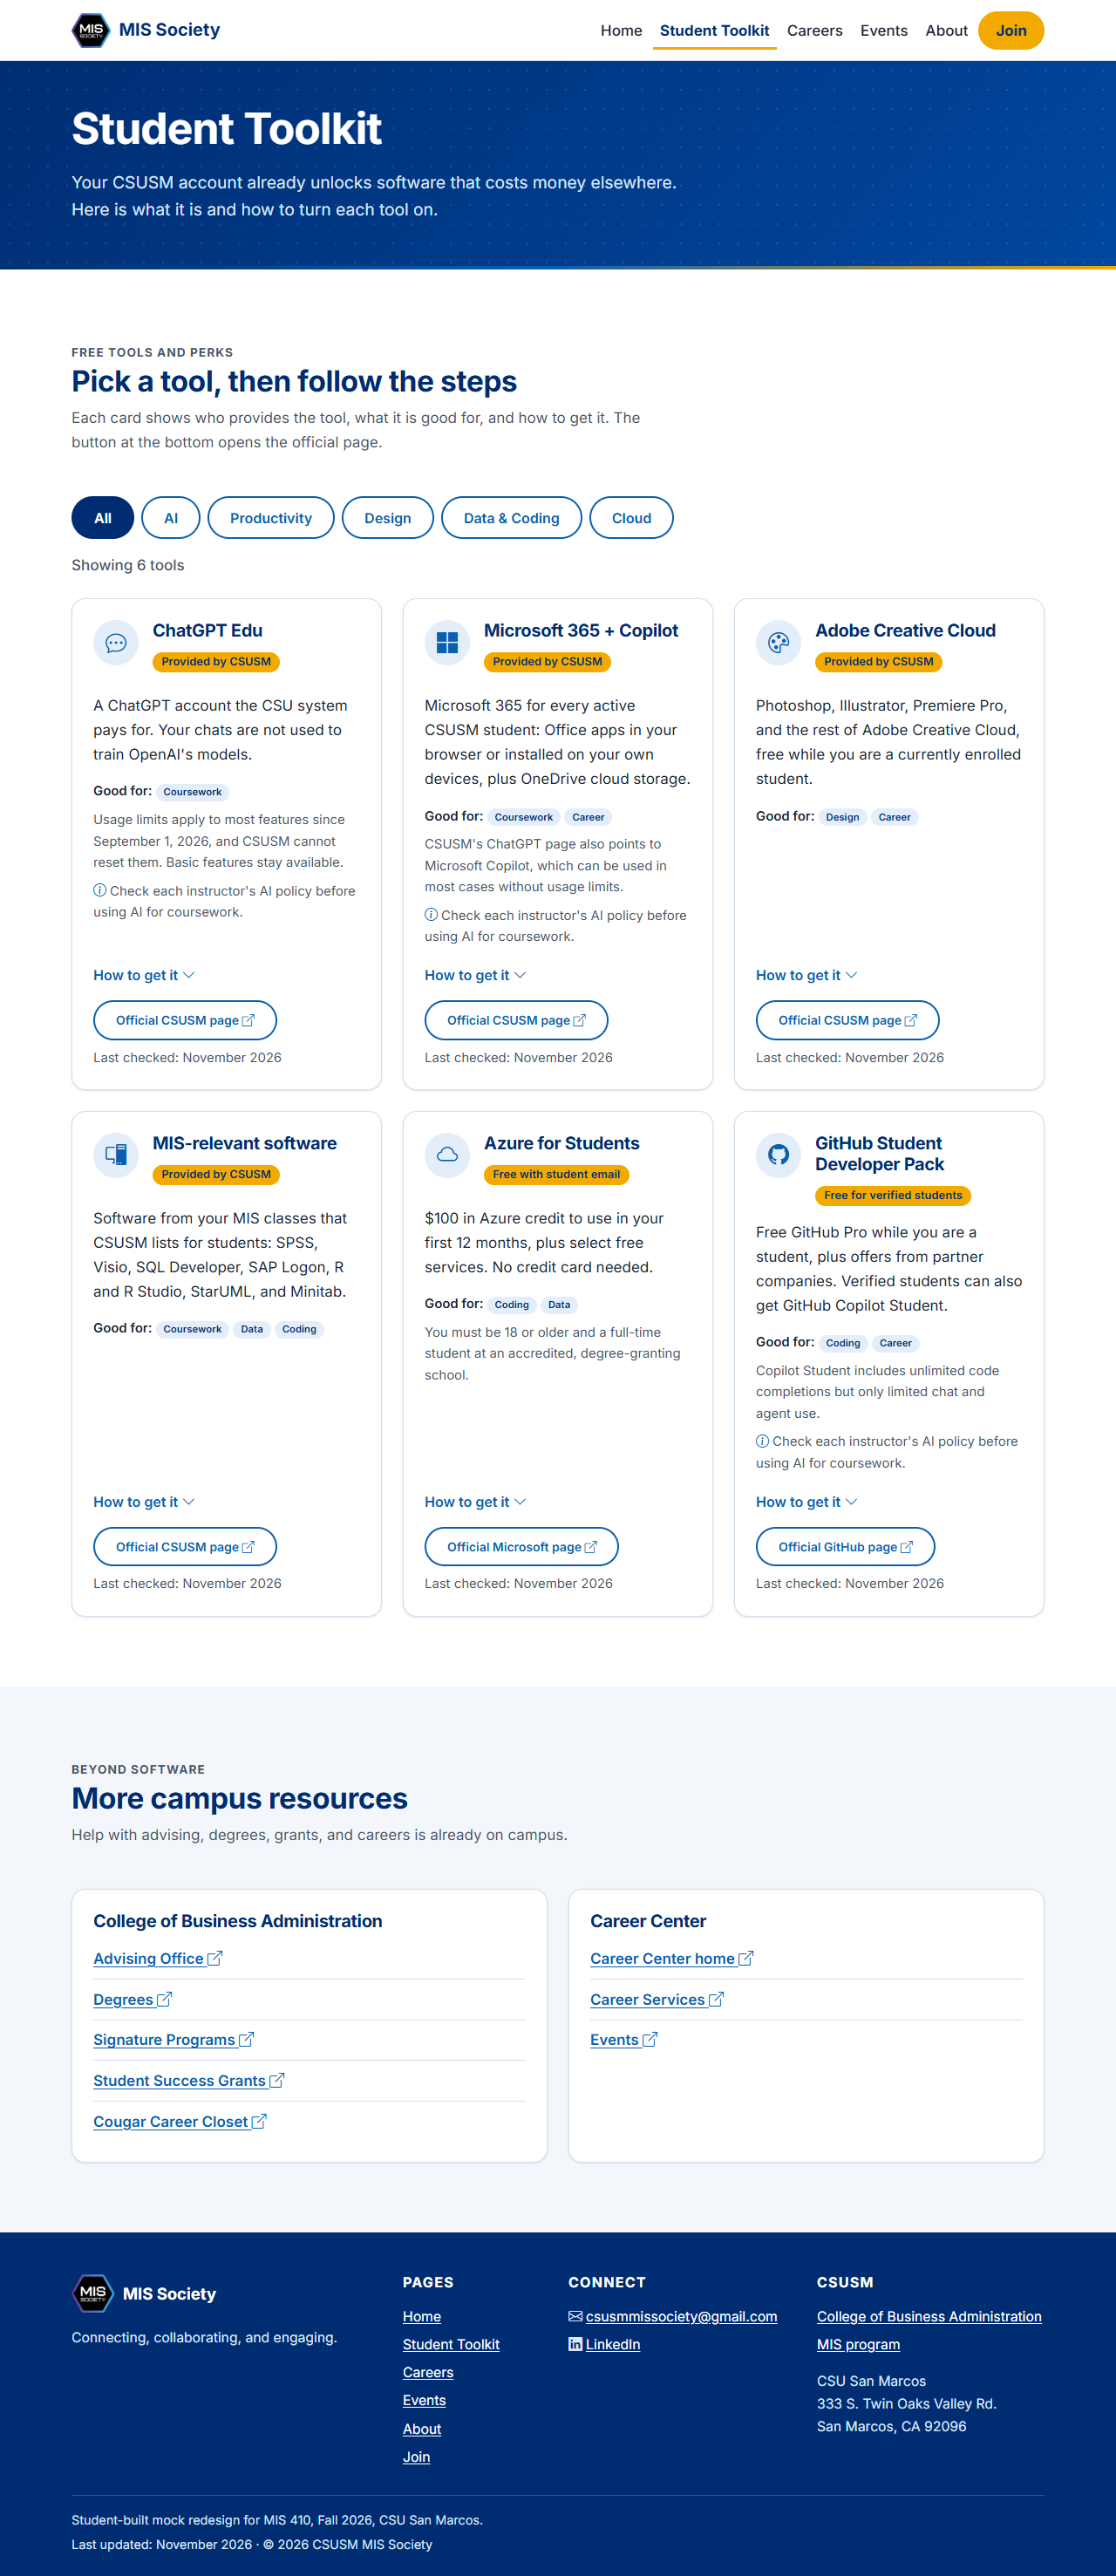 MIS SOCIETY
MIS Society
Home
Student Toolkit
Careers
Events
About
Join
Student Toolkit
Your CSUSM account already unlocks software that costs money elsewhere.
Here is what it is and how to turn each tool on.
FREE TOOLS AND PERKS
Pick a tool, then follow the steps
Each card shows who provides the tool, what it is good for, and how to get it. The
button at the bottom opens the official page.
All
AI
Productivity
Design
Data & Coding
Cloud
Showing 6 tools
ChatGPT Edu
Provided by CSUSM
A ChatGPT account the CSU system
pays for. Your chats are not used to
train OpenAI's models.
Good for: Coursework
Usage limits apply to most features since
September 1, 2026, and CSUSM cannot
reset them. Basic features stay available.
Check each instructor's AI policy before
using AI for coursework.
How to get it
Official CSUSM page
Last checked: November 2026
Microsoft 365 + Copilot
Provided by CSUSM
Microsoft 365 for every active
CSUSM student: Office apps in your
browser or installed on your own
devices, plus OneDrive cloud storage.
Good for: Coursework Career
CSUSM's ChatGPT page also points to
Microsoft Copilot, which can be used in
most cases without usage limits.
Check each instructor's AI policy before
using AI for coursework.
How to get it
Official CSUSM page
Last checked: November 2026
Adobe Creative Cloud
Provided by CSUSM
Photoshop, Illustrator, Premiere Pro,
and the rest of Adobe Creative Cloud,
free while you are a currently enrolled
student.
Good for: Design Career
How to get it
Official CSUSM page
Last checked: November 2026
MIS-relevant software
Provided by CSUSM
Software from your MIS classes that
CSUSM lists for students: SPSS,
Visio, SQL Developer, SAP Logon, R
and R Studio, StarUML, and Minitab.
Good for: Coursework Data Coding
How to get it
Official CSUSM page
Last checked: November 2026
Azure for Students
Free with student email
$100 in Azure credit to use in your
first 12 months, plus select free
services. No credit card needed.
Good for: Coding Data
You must be 18 or older and a full-time
student at an accredited, degree-granting
school.
How to get it
Official Microsoft page
Last checked: November 2026
GitHub Student
Developer Pack
Free for verified students
Free GitHub Pro while you are a
student, plus offers from partner
companies. Verified students can also
get GitHub Copilot Student.
Good for: Coding Career
Copilot Student includes unlimited code
completions but only limited chat and
agent use.
Check each instructor's AI policy before
using AI for coursework.
How to get it
Official GitHub page
Last checked: November 2026
BEYOND SOFTWARE
More campus resources
Help with advising, degrees, grants, and careers is already on campus.
College of Business Administration
Advising Office
Degrees
Signature Programs
Student Success Grants
Cougar Career Closet
Career Center
Career Center home
Career Services
Events
MIS SOCIETY
MIS Society
Connecting, collaborating, and engaging.
PAGES
Home
Student Toolkit
Careers
Events
About
Join
CONNECT
csusmmissociety@gmail.com
LinkedIn
CSUSM
College of Business Administration
MIS program
CSU San Marcos
333 S. Twin Oaks Valley Rd.
San Marcos, CA 92096
Student-built mock redesign for MIS 410, Fall 2026, CSU San Marcos.
Last updated: November 2026 · © 2026 CSUSM MIS Society